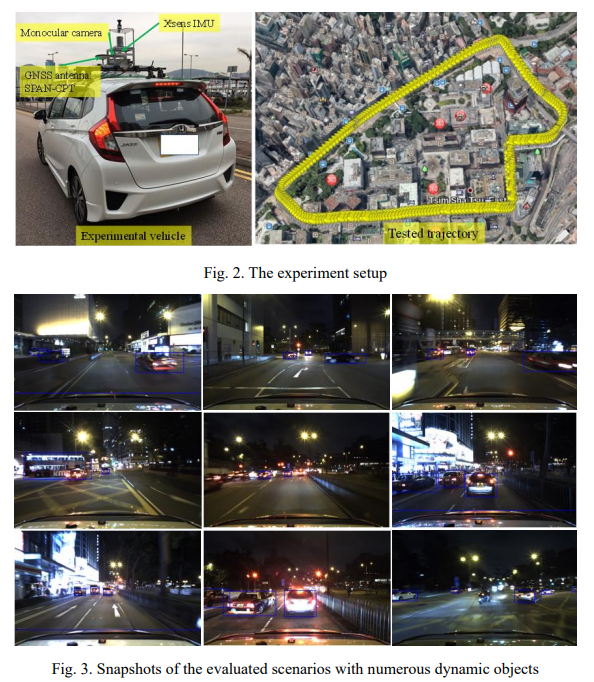 Monocular camera
Xsens IMU
GNSS antenna
SPAN-CPT
Experimental vehicle
Tested trajectory
Fig. 2. The experiment setup
Fig. 3. Snapshots of the evaluated scenarios with numerous dynamic objects